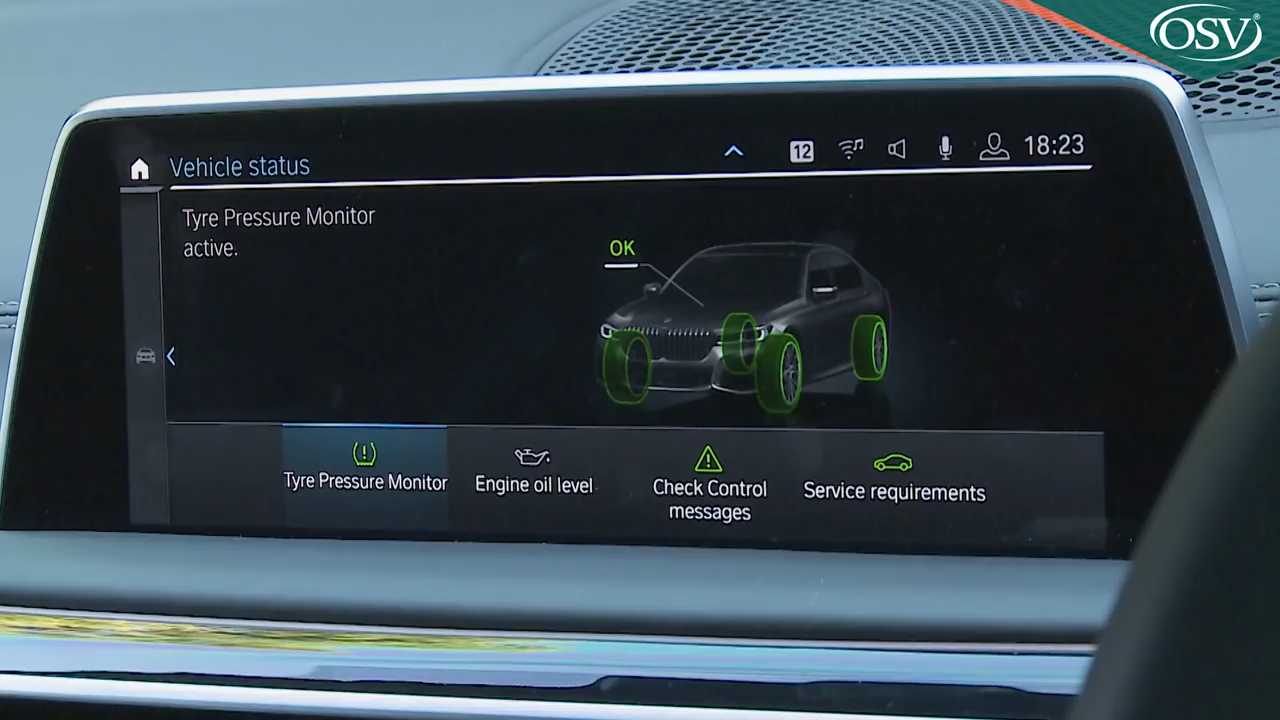 OSV®
Vehicle status
12
18:23
Tyre Pressure Monitor
active.
OK
Tyre Pressure Monitor
Engine oil level
Check Control
messages
Service requirements